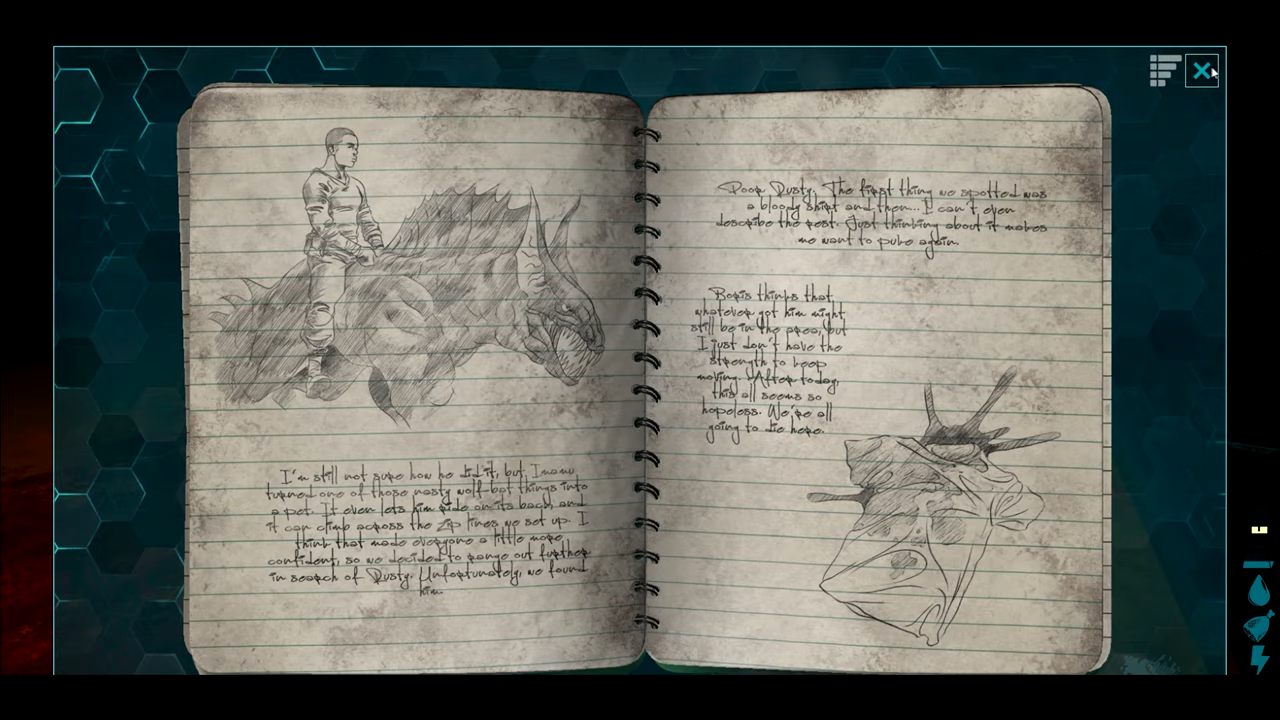 I'm still not sure how he did it, but Imamu
turned one of those nasty wolf-bat things into
a pet. It even lets him ride on its back, and
it can climb across the zip lines we set up. I
think that made everyone a little more
confident, so we decided to range out further
in search of Dusty. Unfortunately, we found
him.
Poor Dusty. The first thing we spotted was
a bloody shirt and then... I can't even
describe the rest. Just thinking about it makes
me want to puke again.
Boris thinks that
whatever got him might
still be in the area, but
I just don't have the
strength to keep
moving. After today,
this all seems so
hopeless. We're all
going to die here.